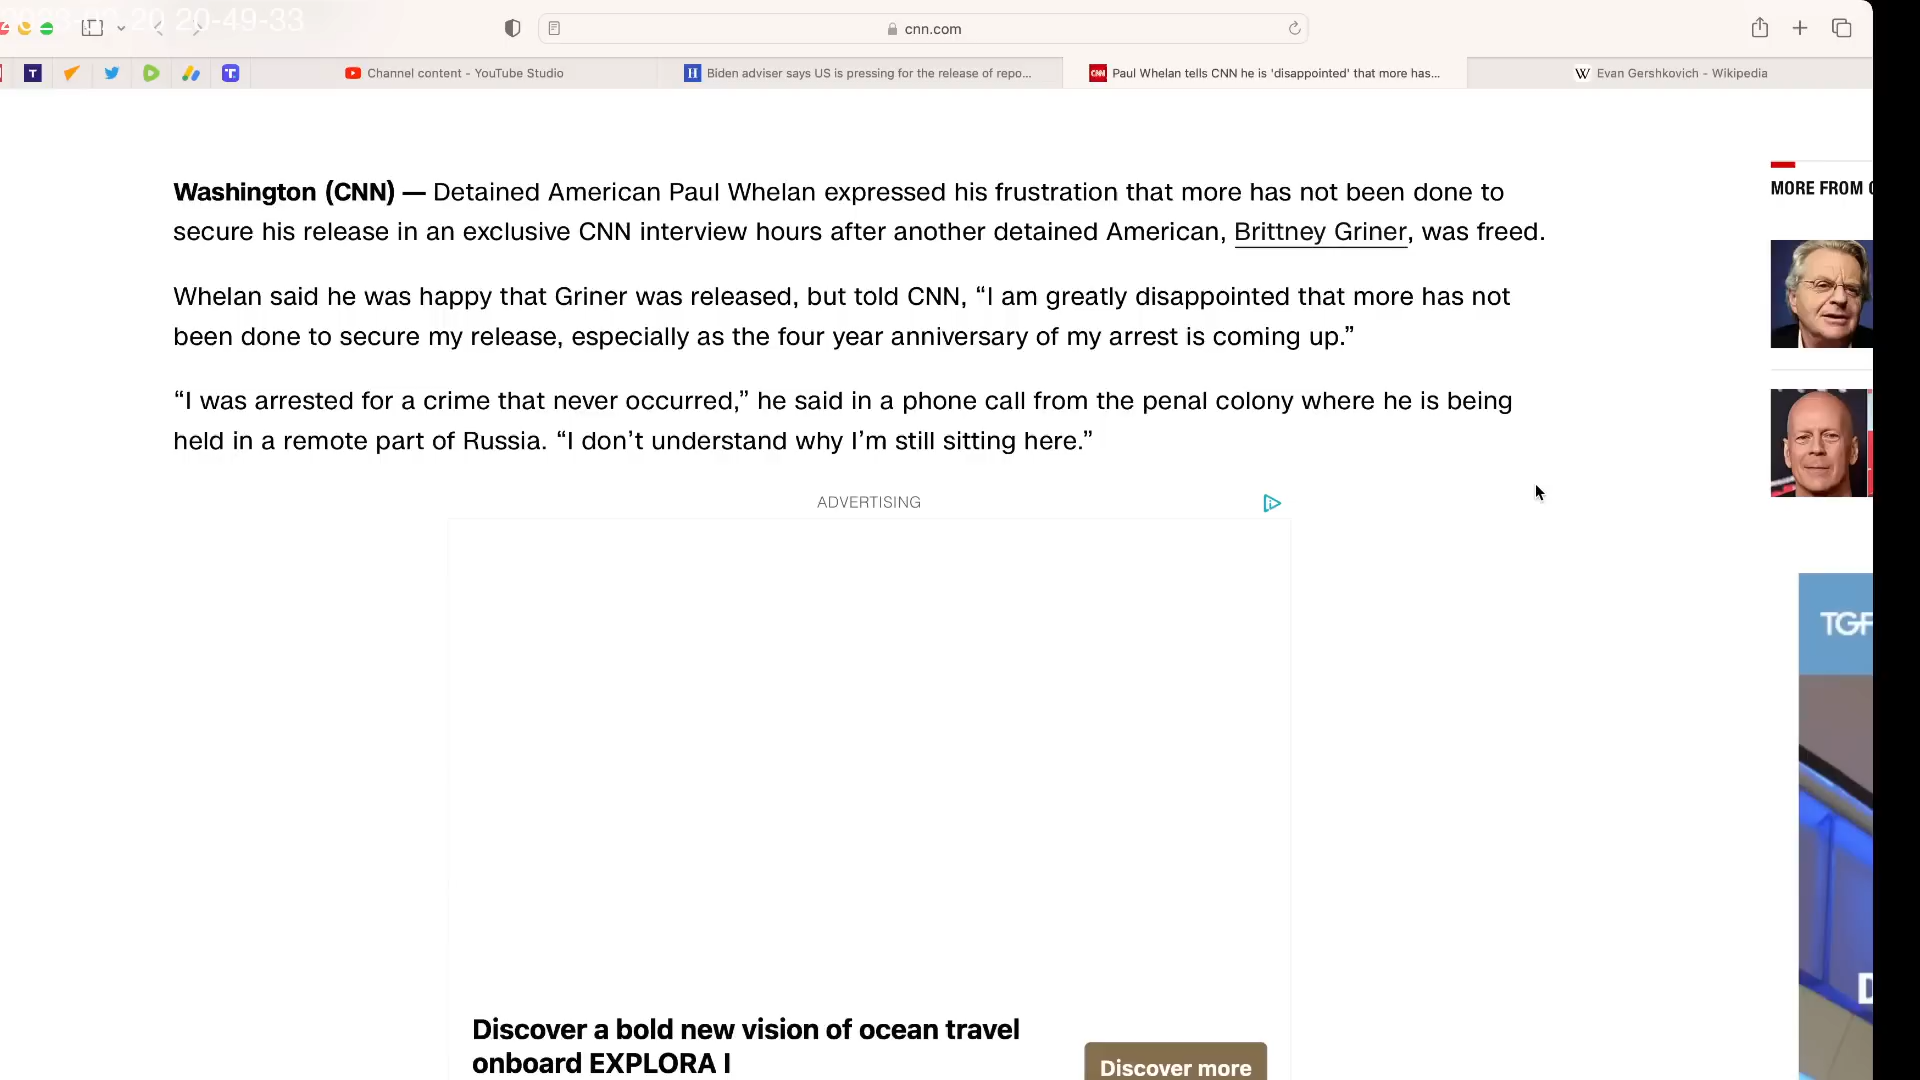 20 20-49-33
cnn.com
Channel content - YouTube Studio
Biden adviser says US is pressing for the release of repo...
CNN
Paul Whelan tells CNN he is 'disappointed' that more has...
Evan Gershkovich - Wikipedia
Washington (CNN) — Detained American Paul Whelan expressed his frustration that more has not been done to
secure his release in an exclusive CNN interview hours after another detained American, Brittney Griner, was freed.
Whelan said he was happy that Griner was released, but told CNN, “I am greatly disappointed that more has not
been done to secure my release, especially as the four year anniversary of my arrest is coming up.”
“I was arrested for a crime that never occurred,” he said in a phone call from the penal colony where he is being
held in a remote part of Russia. “I don’t understand why I’m still sitting here.”
ADVERTISING
Discover a bold new vision of ocean travel
onboard EXPLORA I
Discover more
MORE FROM
TGF